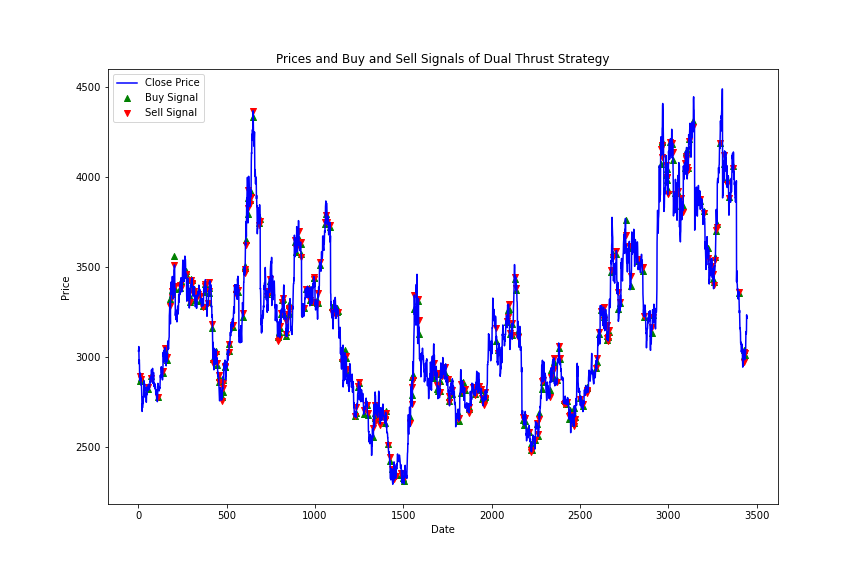 Prices and Buy and Sell Signals of Dual Thrust Strategy
Close Price
Buy Signal
Sell Signal
4500
4000
3500
3000
2500
Price
0 500 1000 1500 2000 2500 3000 3500
Date